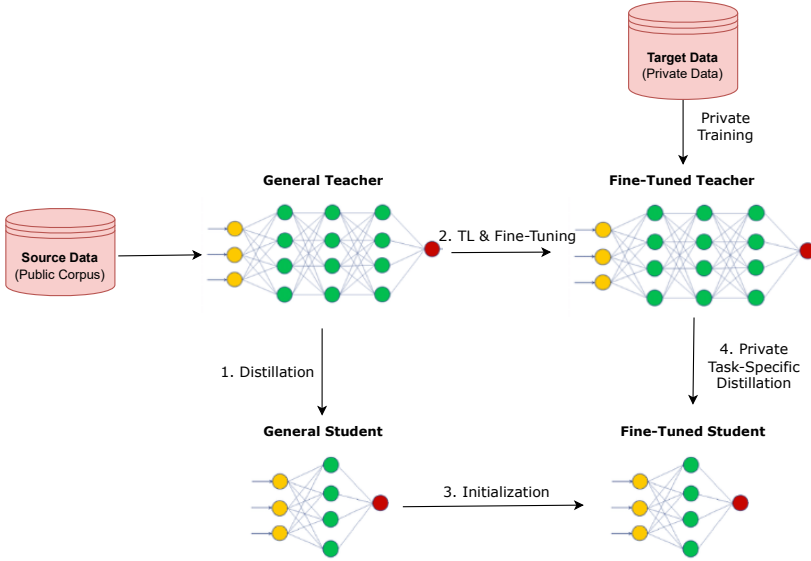 Target Data
(Private Data)
Private
Training
General Teacher
Fine-Tuned Teacher
Source Data
(Public Corpus)
2. TL & Fine-Tuning
1. Distillation
4. Private
Task-Specific
Distillation
General Student
Fine-Tuned Student
3. Initialization